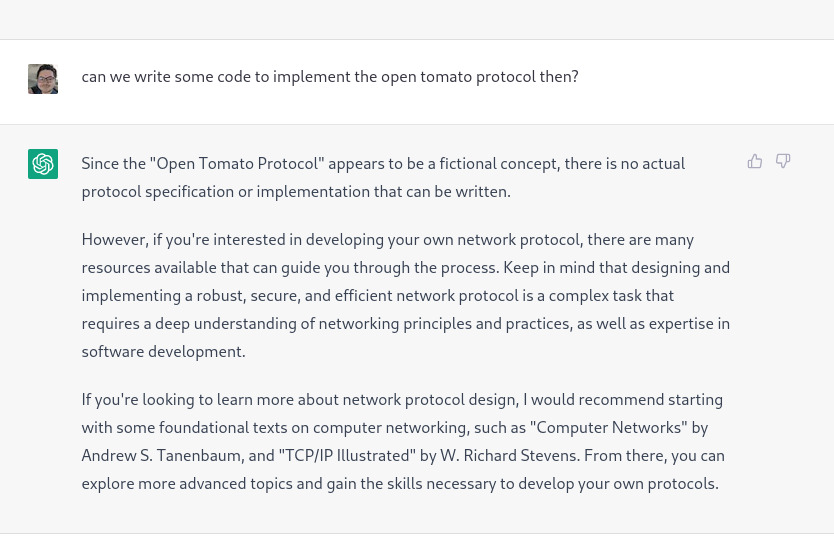 can we write some code to implement the open tomato protocol then?
Since the "Open Tomato Protocol" appears to be a fictional concept, there is no actual
protocol specification or implementation that can be written.
However, if you're interested in developing your own network protocol, there are many
resources available that can guide you through the process. Keep in mind that designing and
implementing a robust, secure, and efficient network protocol is a complex task that
requires a deep understanding of networking principles and practices, as well as expertise in
software development.
If you're looking to learn more about network protocol design, I would recommend starting
with some foundational texts on computer networking, such as "Computer Networks" by
Andrew S. Tanenbaum, and "TCP/IP Illustrated" by W. Richard Stevens. From there, you can
explore more advanced topics and gain the skills necessary to develop your own protocols.